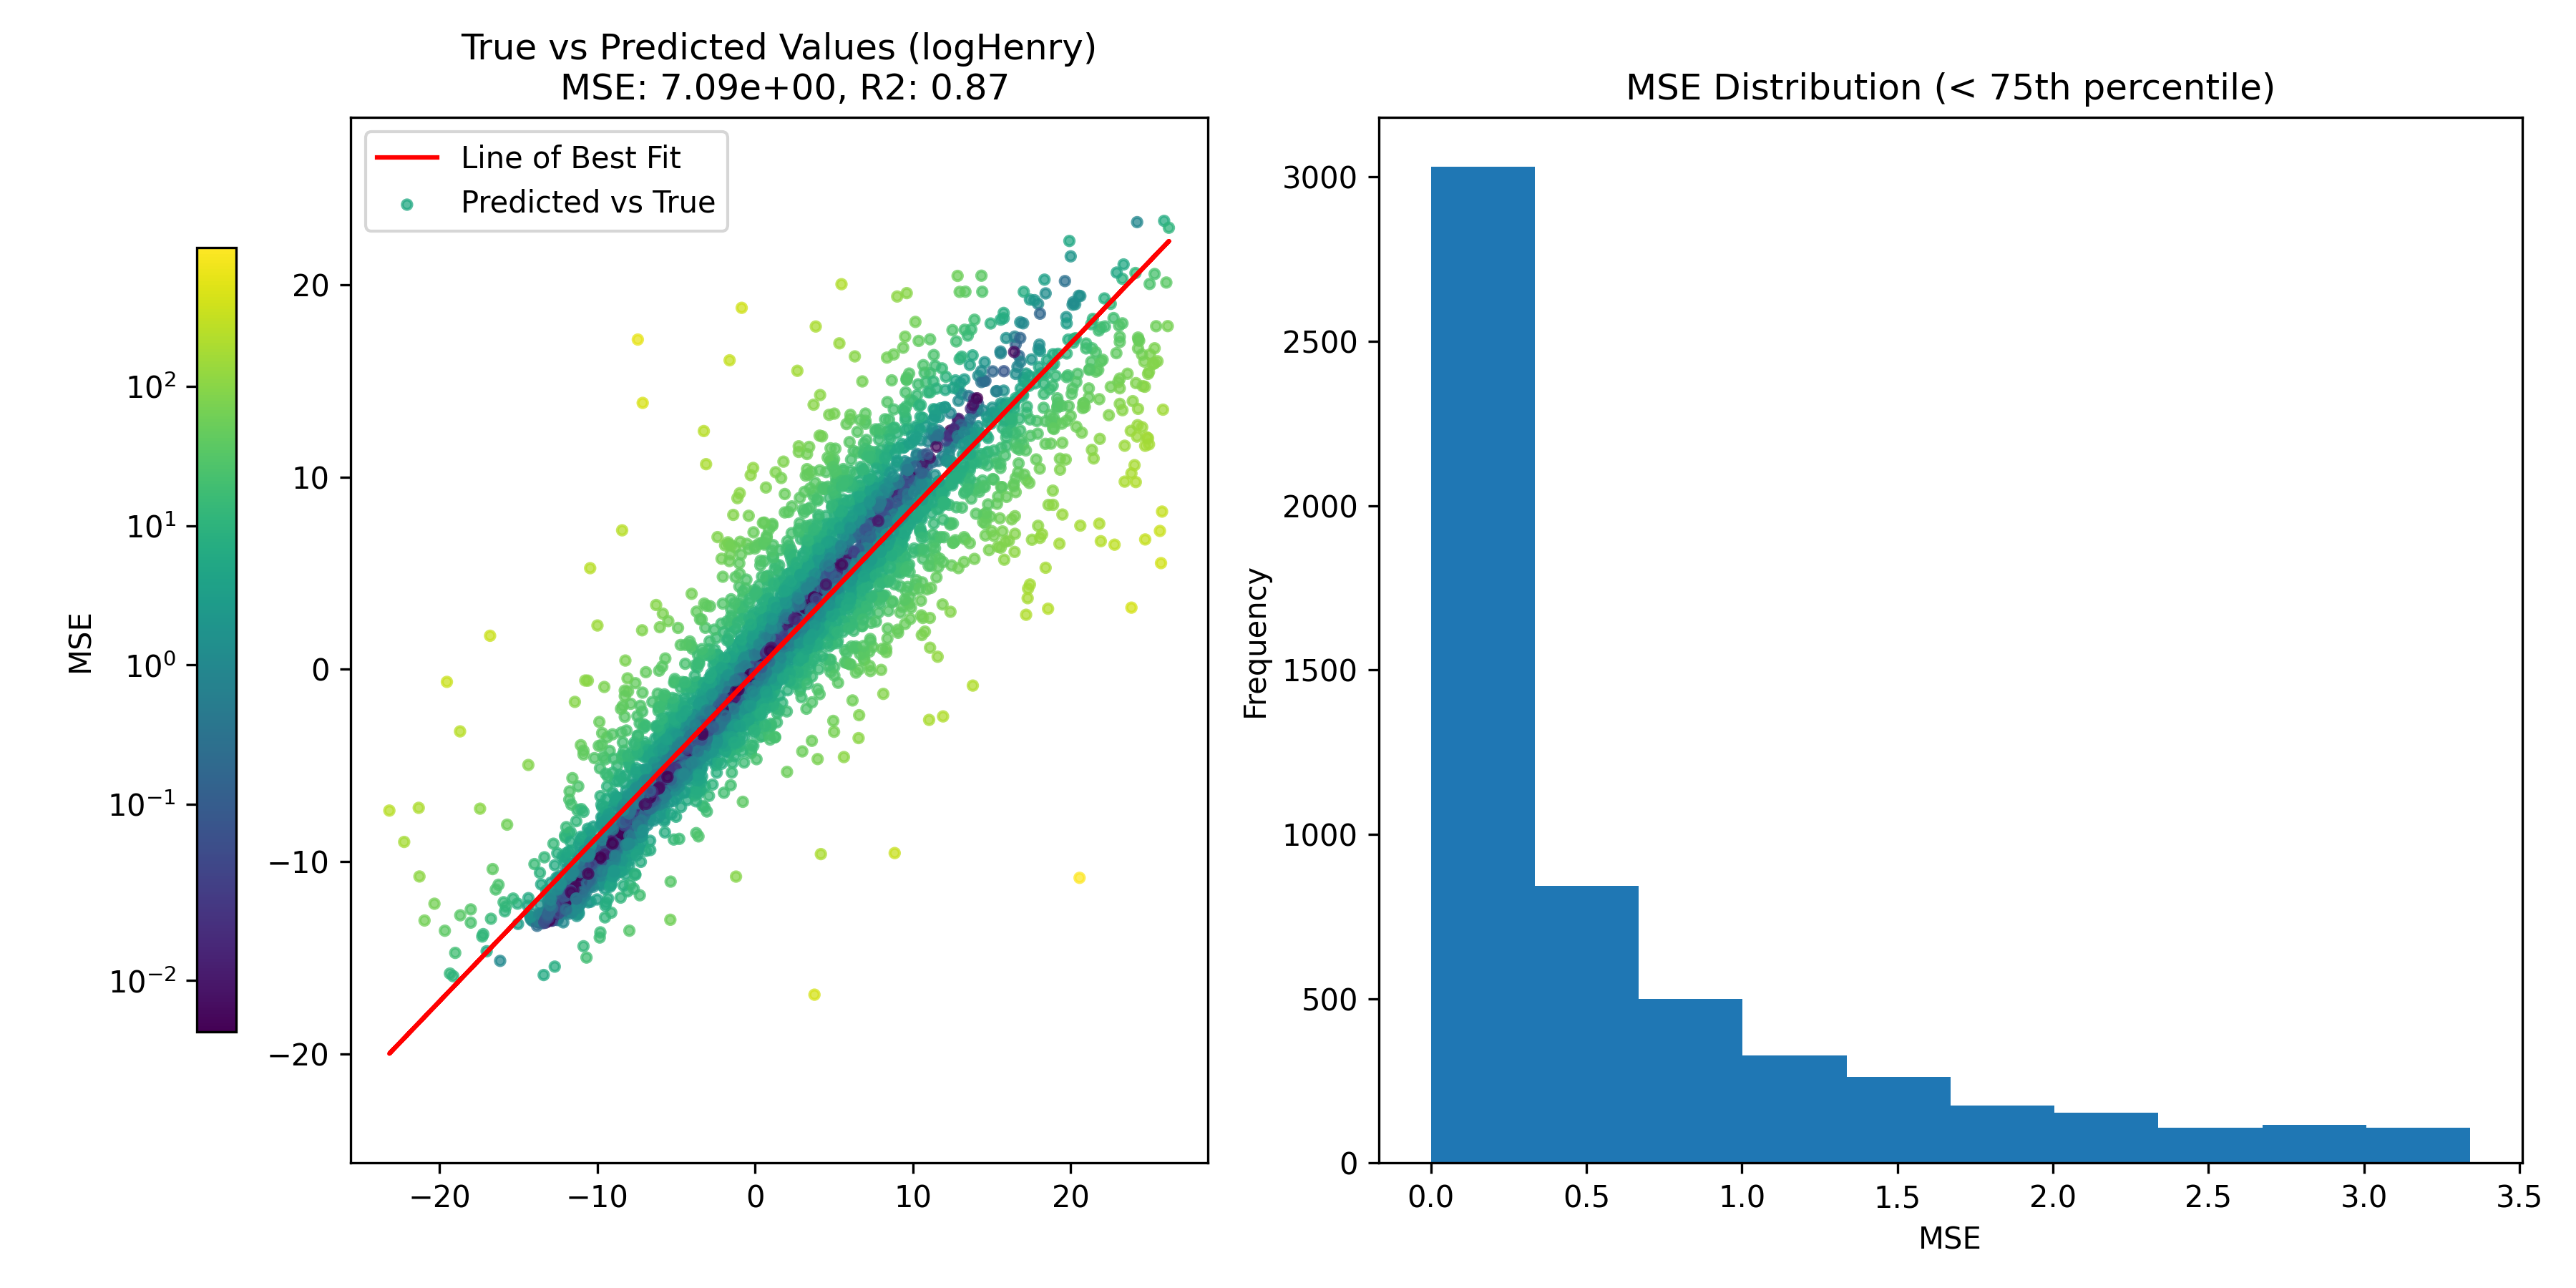 True vs Predicted Values (logHenry)
MSE: 7.09e+00, R2: 0.87
Line of Best Fit
Predicted vs True
MSE
10²
10¹
10⁰
10⁻¹
10⁻²
20
10
0
−10
−20
−20 −10 0 10 20
MSE Distribution (< 75th percentile)
Frequency
3000
2500
2000
1500
1000
500
0
0.0 0.5 1.0 1.5 2.0 2.5 3.0 3.5
MSE